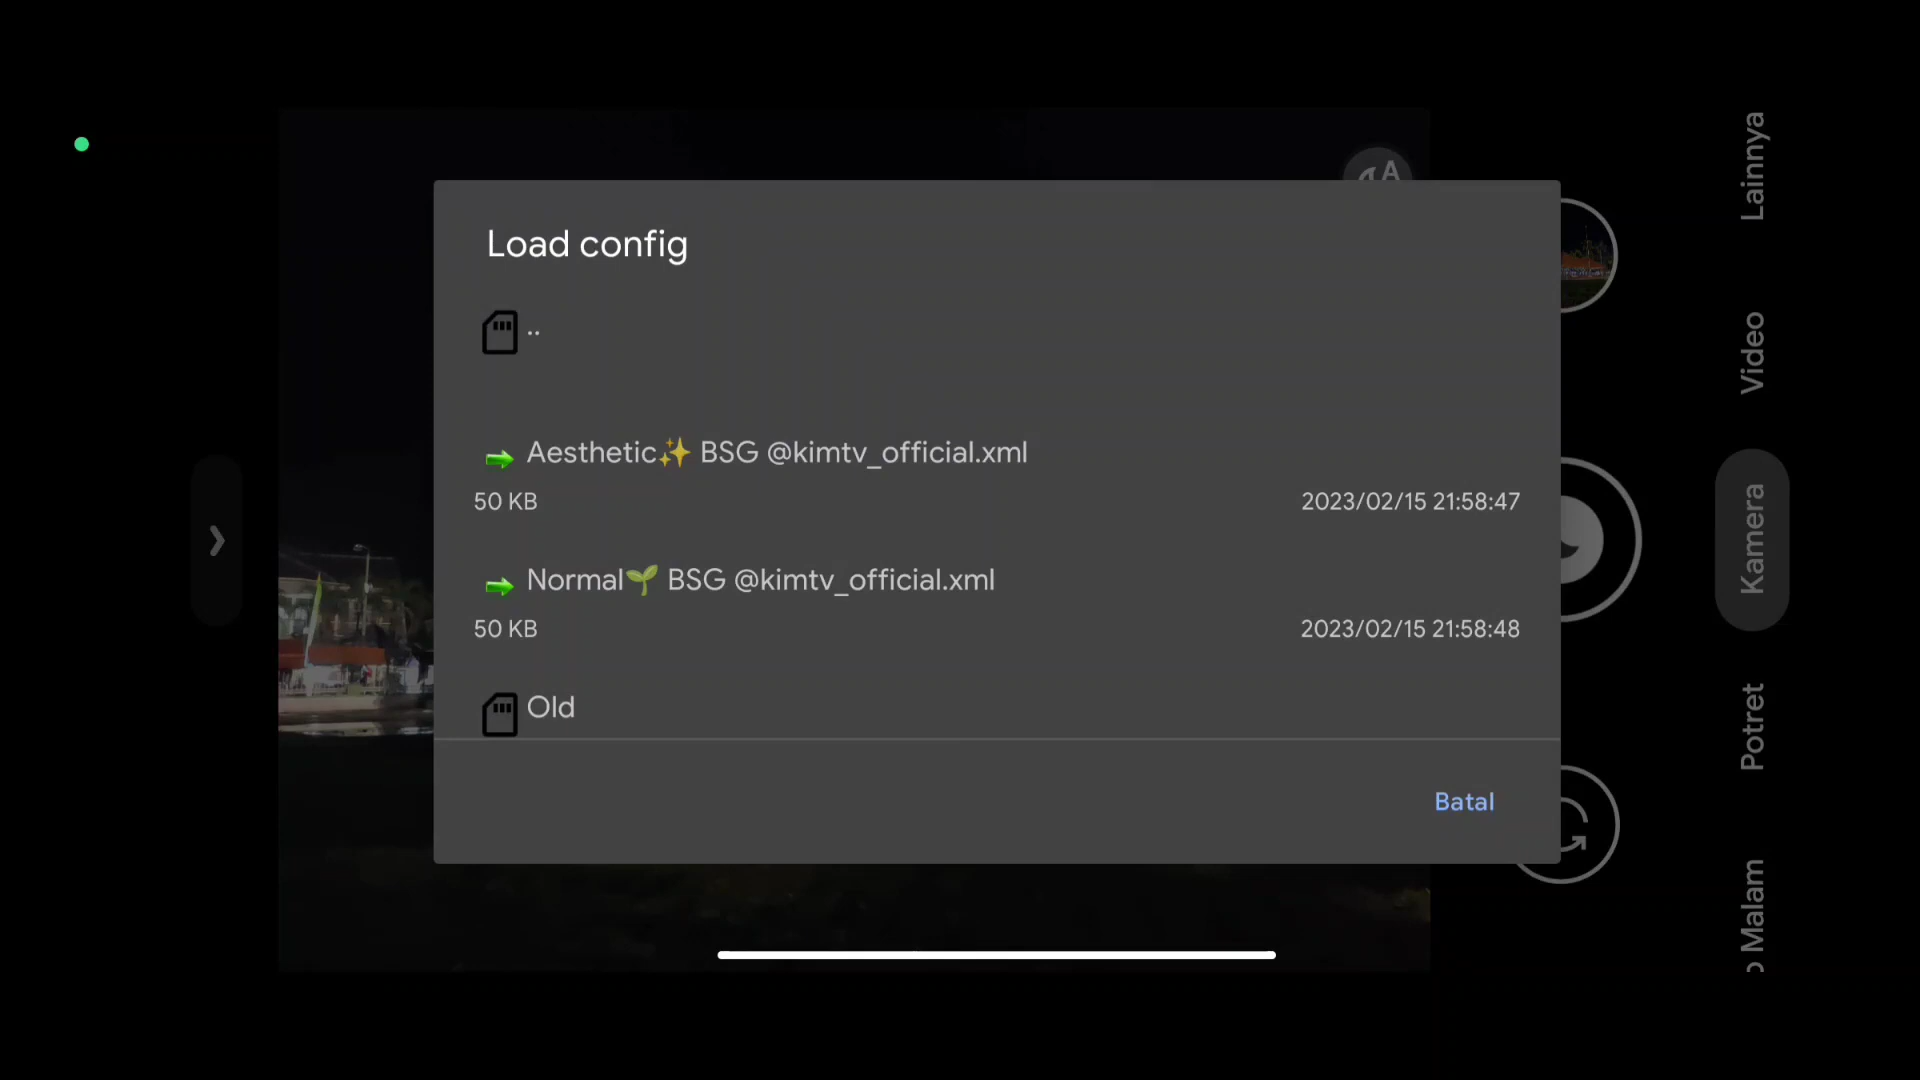 Load config
..
Aesthetic✨ BSG @kimtv_official.xml
50 KB 2023/02/15 21:58:47
Normal🌱 BSG @kimtv_official.xml
50 KB 2023/02/15 21:58:48
Old
Batal
A
Lainnya
Video
Kamera
Potret
Malam